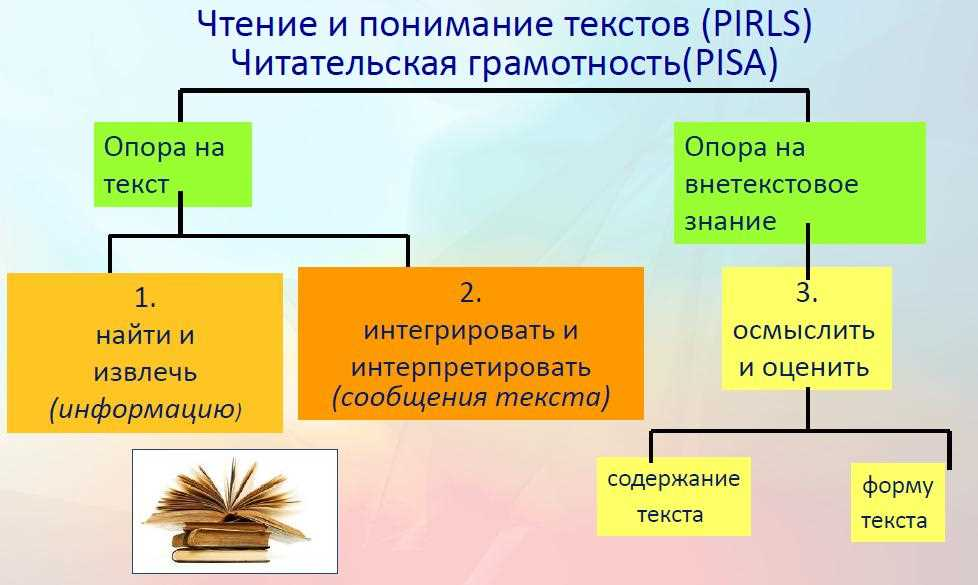 Чтение и понимание текстов (PIRLS)
Читательская грамотность(PISA)
Опора на
текст
Опора на
внетекстовое
знание
1.
найти и
извлечь
(информацию)
2.
интегрировать и
интерпретировать
(сообщения текста)
3.
осмыслить
и оценить
содержание
текста
форму
текста